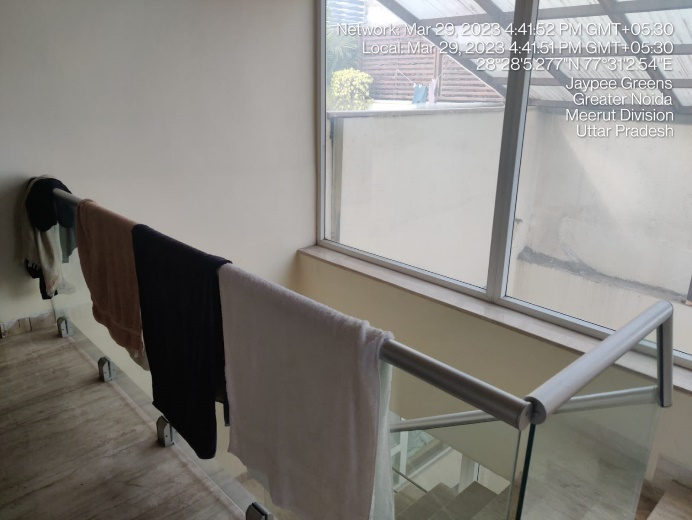 Network: Mar 29, 2023 4:41:52 PM GMT+05:30
Local: Mar 29, 2023 4:41:51 PM GMT+05:30
28°28'5.277"N 77°31'2.54"E
Jaypee Greens
Greater Noida
Meerut Division
Uttar Pradesh